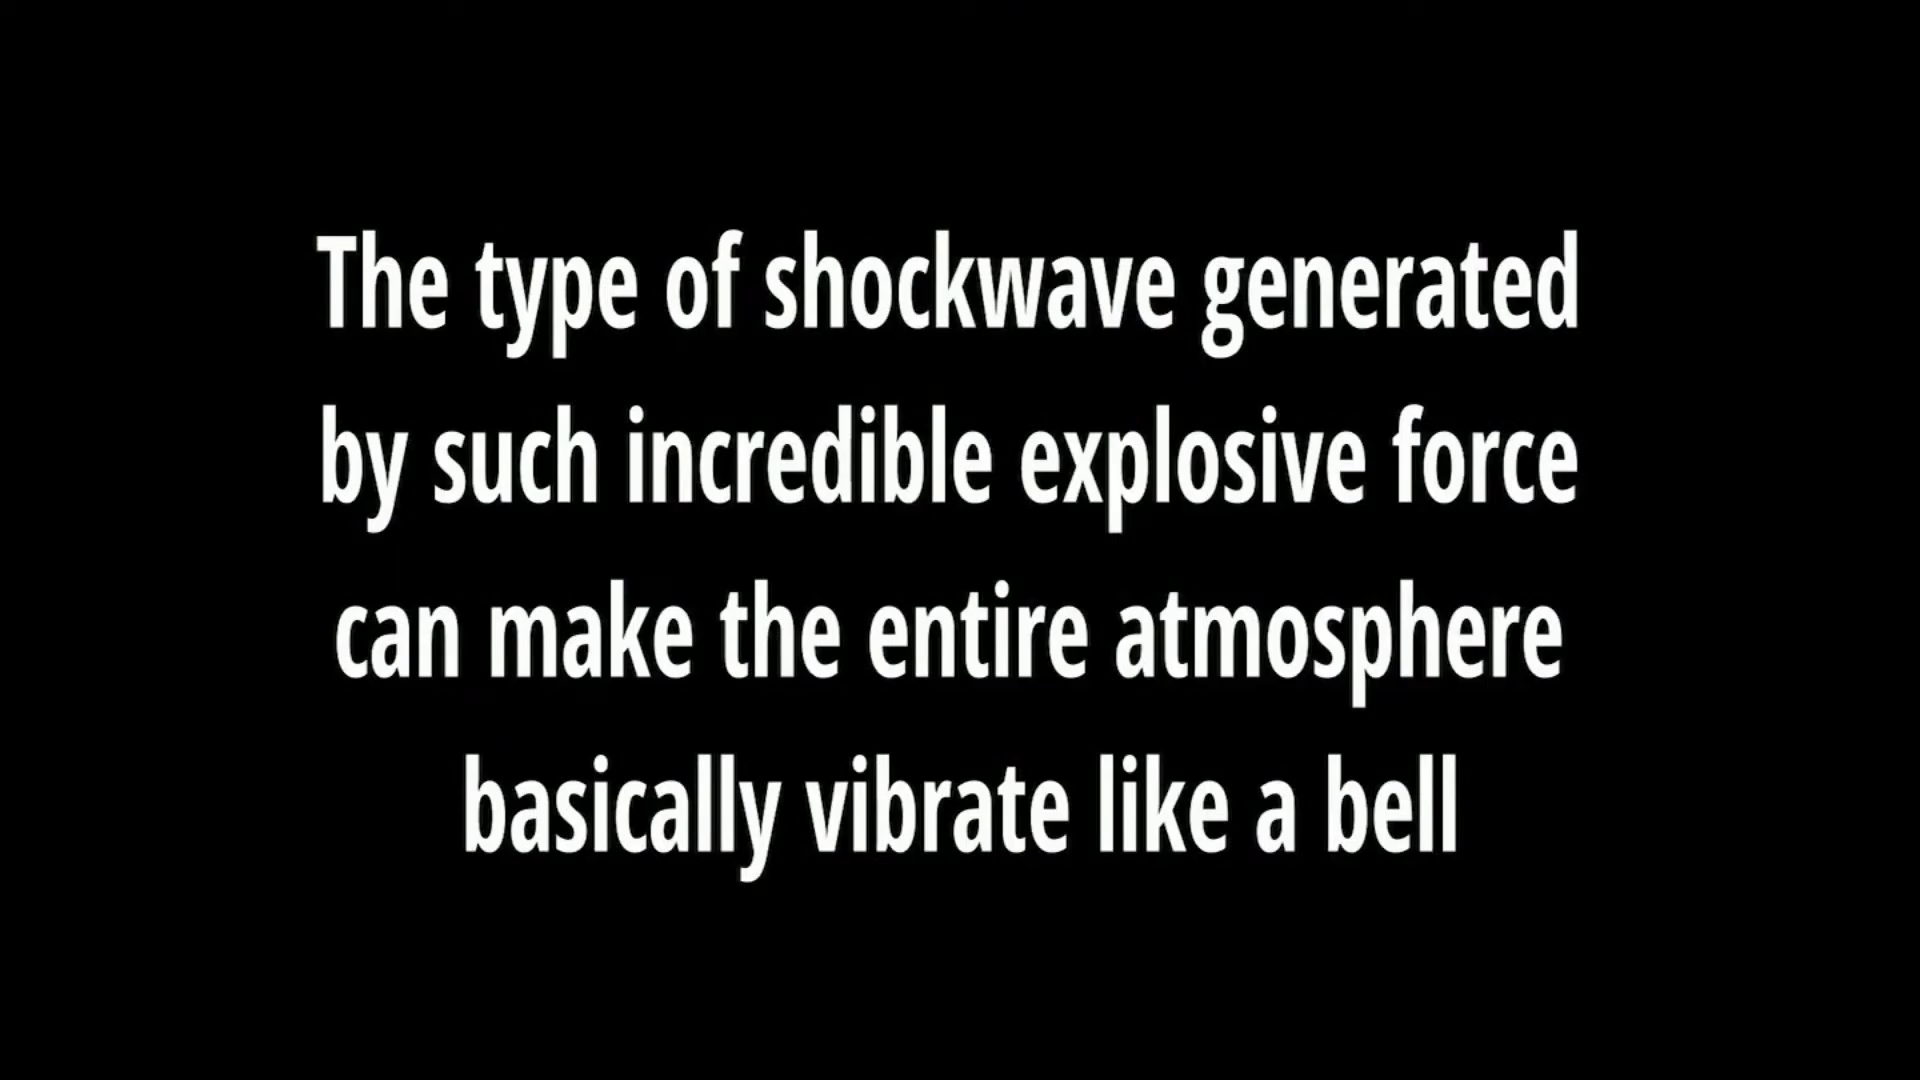 The type of shockwave generated
by such incredible explosive force
can make the entire atmosphere
basically vibrate like a bell